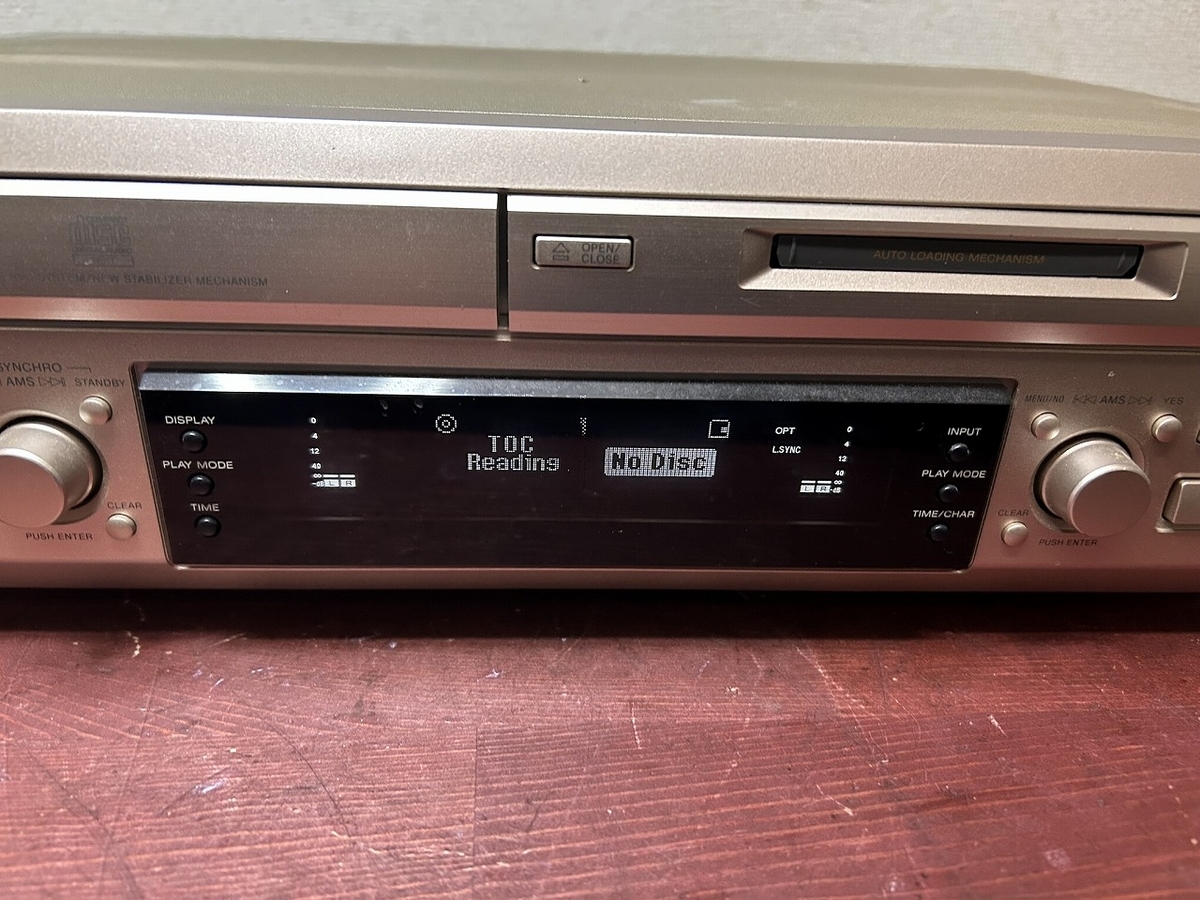 disc
OPEN/
CLOSE
AUTO LOADING MECHANISM
STEM/NEW STABILIZER MECHANISM
SYNCHRO
AMS
STANDBY
CLEAR
PUSH ENTER
DISPLAY
PLAY MODE
TIME
0
4
12
40
∞
-dB
L R
TOC
Reading
No Disc
OPT
L.SYNC
0
4
12
40
∞
-dB
L R
INPUT
PLAY MODE
TIME/CHAR
MENU/NO
AMS
YES
CLEAR
PUSH ENTER